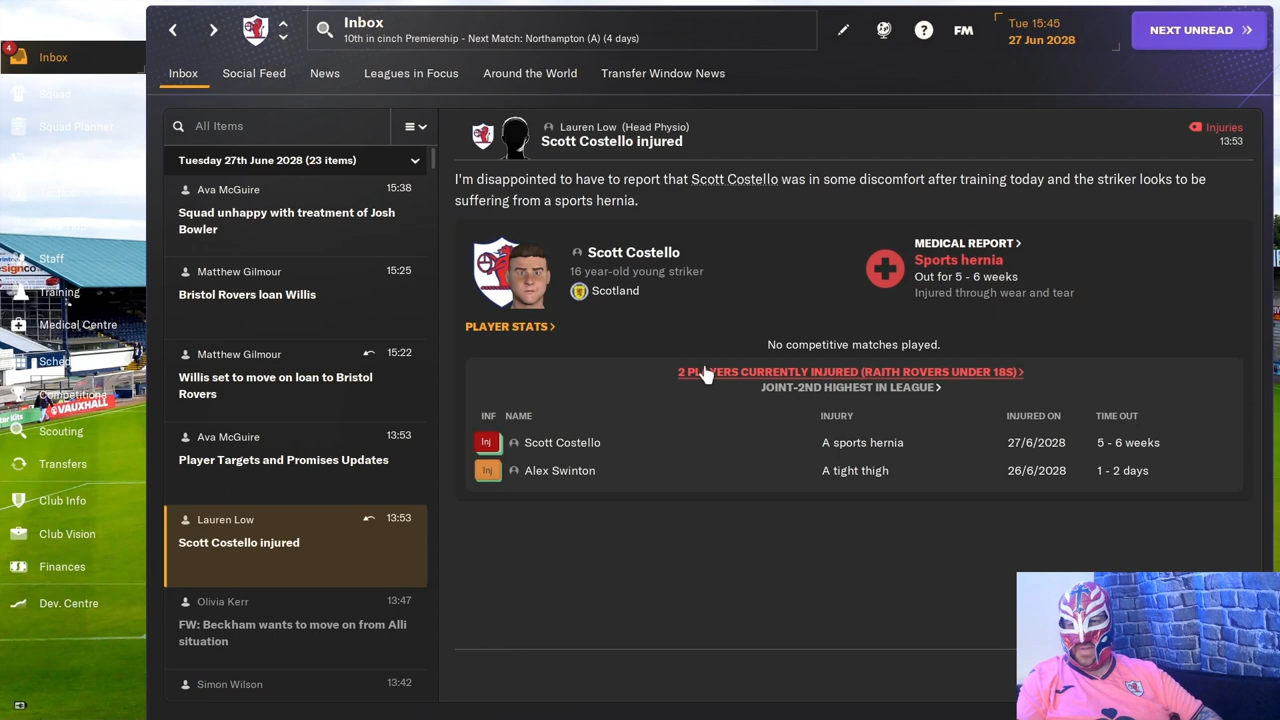 Inbox
10th in cinch Premiership - Next Match: Northampton (A) (4 days)
FM
Tue 15:45
27 Jun 2028
NEXT UNREAD
4
Inbox
Squad
Squad Planner
Staff
Training
Medical Centre
Sched
Competitions
Scouting
Transfers
Club Info
Club Vision
Finances
Dev. Centre
VAUXHALL
Inbox
Social Feed
News
Leagues in Focus
Around the World
Transfer Window News
All Items
Tuesday 27th June 2028 (23 items)
Ava McGuire
15:38
Squad unhappy with treatment of Josh
Bowler
Matthew Gilmour
15:25
Bristol Rovers loan Willis
Matthew Gilmour
15:22
Willis set to move on loan to Bristol
Rovers
Ava McGuire
13:53
Player Targets and Promises Updates
Lauren Low
13:53
Scott Costello injured
Olivia Kerr
13:47
FW: Beckham wants to move on from Alli
situation
Simon Wilson
13:42
Lauren Low (Head Physio)
Scott Costello injured
Injuries
13:53
I'm disappointed to have to report that Scott Costello was in some discomfort after training today and the striker looks to be
suffering from a sports hernia.
Scott Costello
16 year-old young striker
Scotland
MEDICAL REPORT >
Sports hernia
Out for 5 - 6 weeks
Injured through wear and tear
PLAYER STATS >
No competitive matches played.
2 PLAYERS CURRENTLY INJURED (RAITH ROVERS UNDER 18S) >
JOINT-2ND HIGHEST IN LEAGUE >
INF NAME INJURY INJURED ON TIME OUT
Inj Scott Costello A sports hernia 27/6/2028 5 - 6 weeks
Inj Alex Swinton A tight thigh 26/6/2028 1 - 2 days